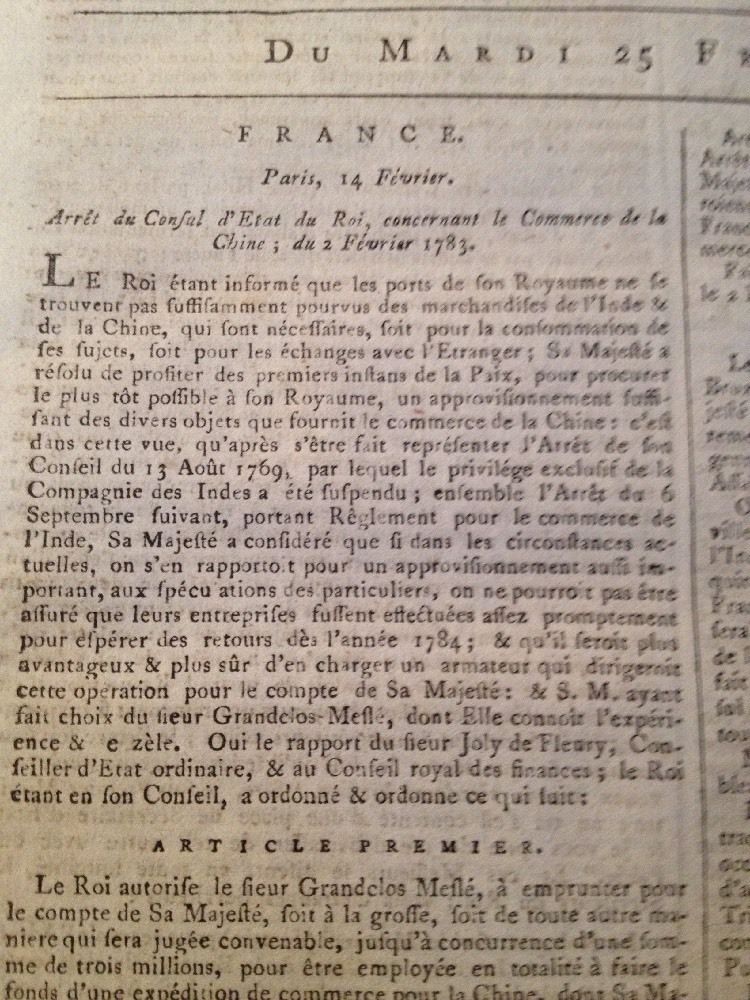 DU MARDI 25 F
FRANCE.
Paris, 14 Février.
Arrêt du Conſul d'Etat du Roi, concernant le Commerce de la
Chine ; du 2 Février 1783.
LE Roi étant informé que les ports de ſon Royaume ne ſe
trouvent pas ſuffiſamment pourvus des marchandiſes de l'Inde &
de la Chine, qui ſont néceſſaires, ſoit pour la conſommation de
ſes ſujets, ſoit pour les échanges avec l'Etranger ; Sa Majeſté a
réſolu de profiter des premiers inſtans de la Paix, pour procurer
le plus tôt poſſible à ſon Royaume, un approviſionnement ſuffi-
ſant des divers objets que fournit le commerce de la Chine : c'eſt
dans cette vue, qu'après s'être fait repréſenter l'Arrêt de ſon
Conſeil du 13 Août 1769, par lequel le privilége excluſif de la
Compagnie des Indes a été ſuſpendu ; enſemble l'Arrêt du 6
Septembre ſuivant, portant Rêglement pour le commerce de
l'Inde, Sa Majeſté a conſidéré que ſi dans les circonſtances ac-
tuelles, on s'en rapporto.t pour un approviſionnement auſſi im-
portant, aux ſpécu ations des particuliers, on ne pourroit pas être
aſſuré que leurs entrepriſes fuſſent effectuées aſſez promptement
pour eſpérer des retours dès l'année 1784 ; & qu'il ſeroit plus
avantageux & plus sûr d'en charger un armateur qui dirigeroit
cette opération pour le compte de Sa Majeſté : & S. M. ayant
fait choix du ſieur Grandclos-Meſlé, dont Elle connoît l'expéri-
ence & e zèle. Oui le rapport du ſieur Joly de Fleury, Con-
ſeiller d'Etat ordinaire, & au Conſeil royal des finances ; le Roi
étant en ſon Conſeil, a ordonné & ordonne ce qui ſuit :
ARTICLE PREMIER.
Le Roi autoriſe le ſieur Grandclos Meſlé, à emprunter pour
le compte de Sa Majeſté, ſoit à la groſſe, ſoit de toute autre ma-
niere qui ſera jugée convenable, juſqu'à concurrence d'une ſom-
me de trois millions, pour être employée en totalité à faire le
fonds d'une expédition de commerce pour la Chine, dont Sa Ma-